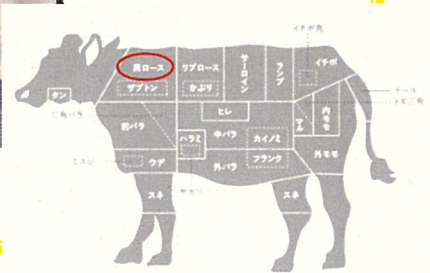 イチボ先
肩ロース
リブロース
サーロイン
ランプ
イチボ
ザブトン
かぶり
テール
トモ三角
タン
三角バラ
ヒレ
マル
内モモ
前バラ
ハラミ
中バラ
カイノミ
ミスジ
ウデ
外バラ
フランク
外モモ
サガリ
スネ
スネ